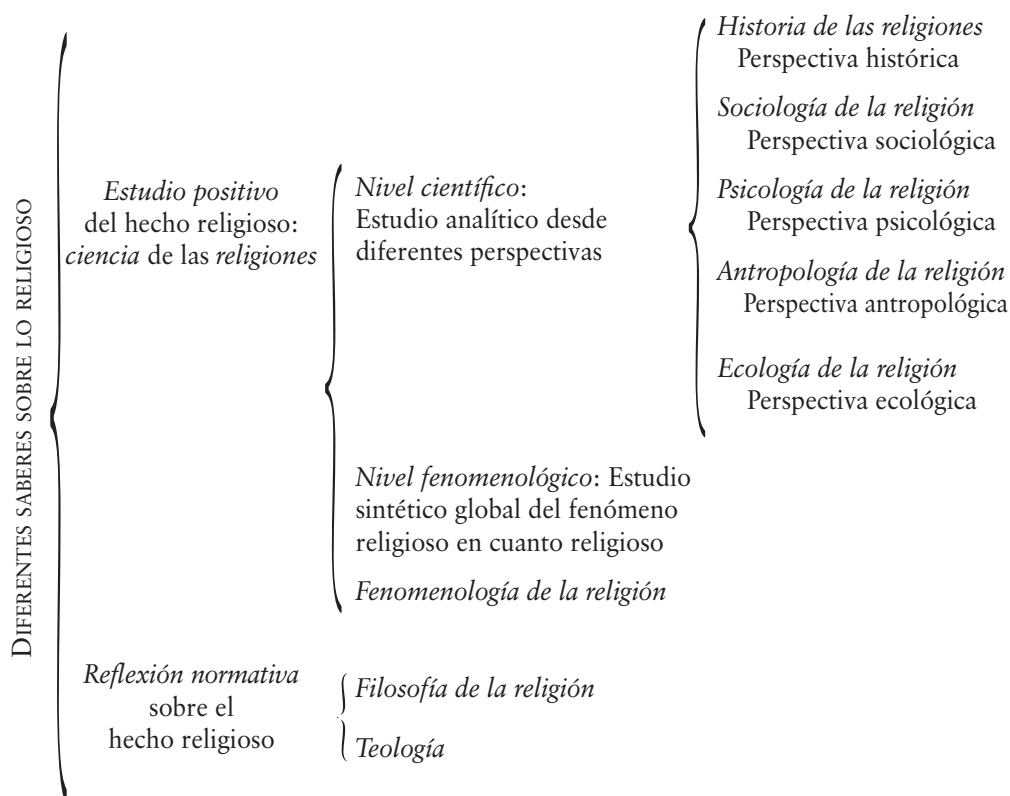 DIFERENTES SABERES SOBRE LO RELIGIOSO
Estudio positivo
del hecho religioso:
ciencia de las religiones
Nivel científico:
Estudio analítico desde
diferentes perspectivas
Historia de las religiones
Perspectiva histórica
Sociología de la religión
Perspectiva sociológica
Psicología de la religión
Perspectiva psicológica
Antropología de la religión
Perspectiva antropológica
Ecología de la religión
Perspectiva ecológica
Nivel fenomenológico: Estudio
sintético global del fenómeno
religioso en cuanto religioso
Fenomenología de la religión
Reflexión normativa
sobre el
hecho religioso
Filosofía de la religión
Teología